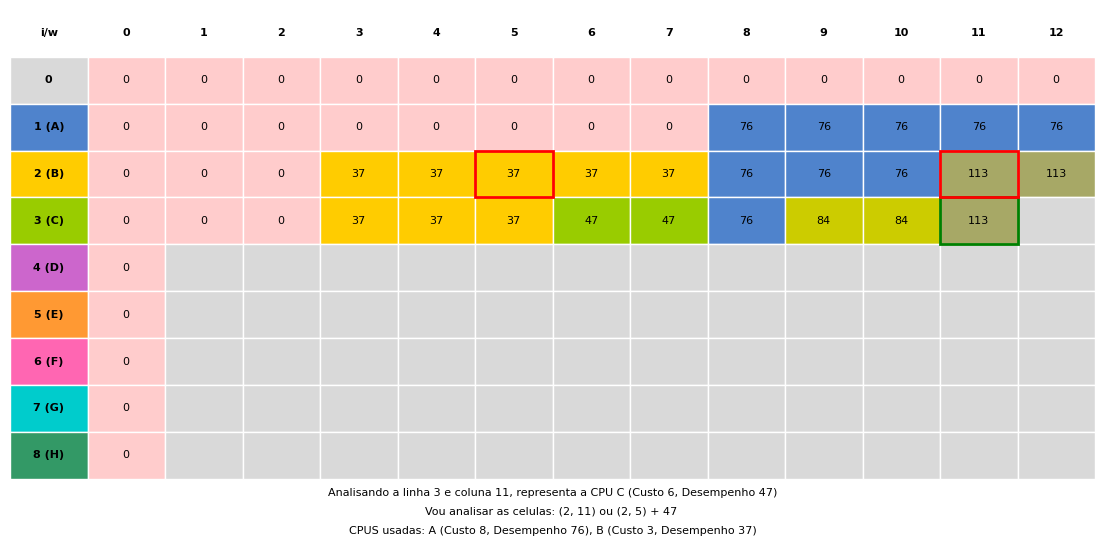 i/w 0 1 2 3 4 5 6 7 8 9 10 11 12
0 0 0 0 0 0 0 0 0 0 0 0 0 0
1 (A) 0 0 0 0 0 0 0 0 76 76 76 76 76
2 (B) 0 0 0 37 37 37 37 37 76 76 76 113 113
3 (C) 0 0 0 37 37 37 47 47 76 84 84 113
4 (D) 0
5 (E) 0
6 (F) 0
7 (G) 0
8 (H) 0
Analisando a linha 3 e coluna 11, representa a CPU C (Custo 6, Desempenho 47)
Vou analisar as celulas: (2, 11) ou (2, 5) + 47
CPUS usadas: A (Custo 8, Desempenho 76), B (Custo 3, Desempenho 37)